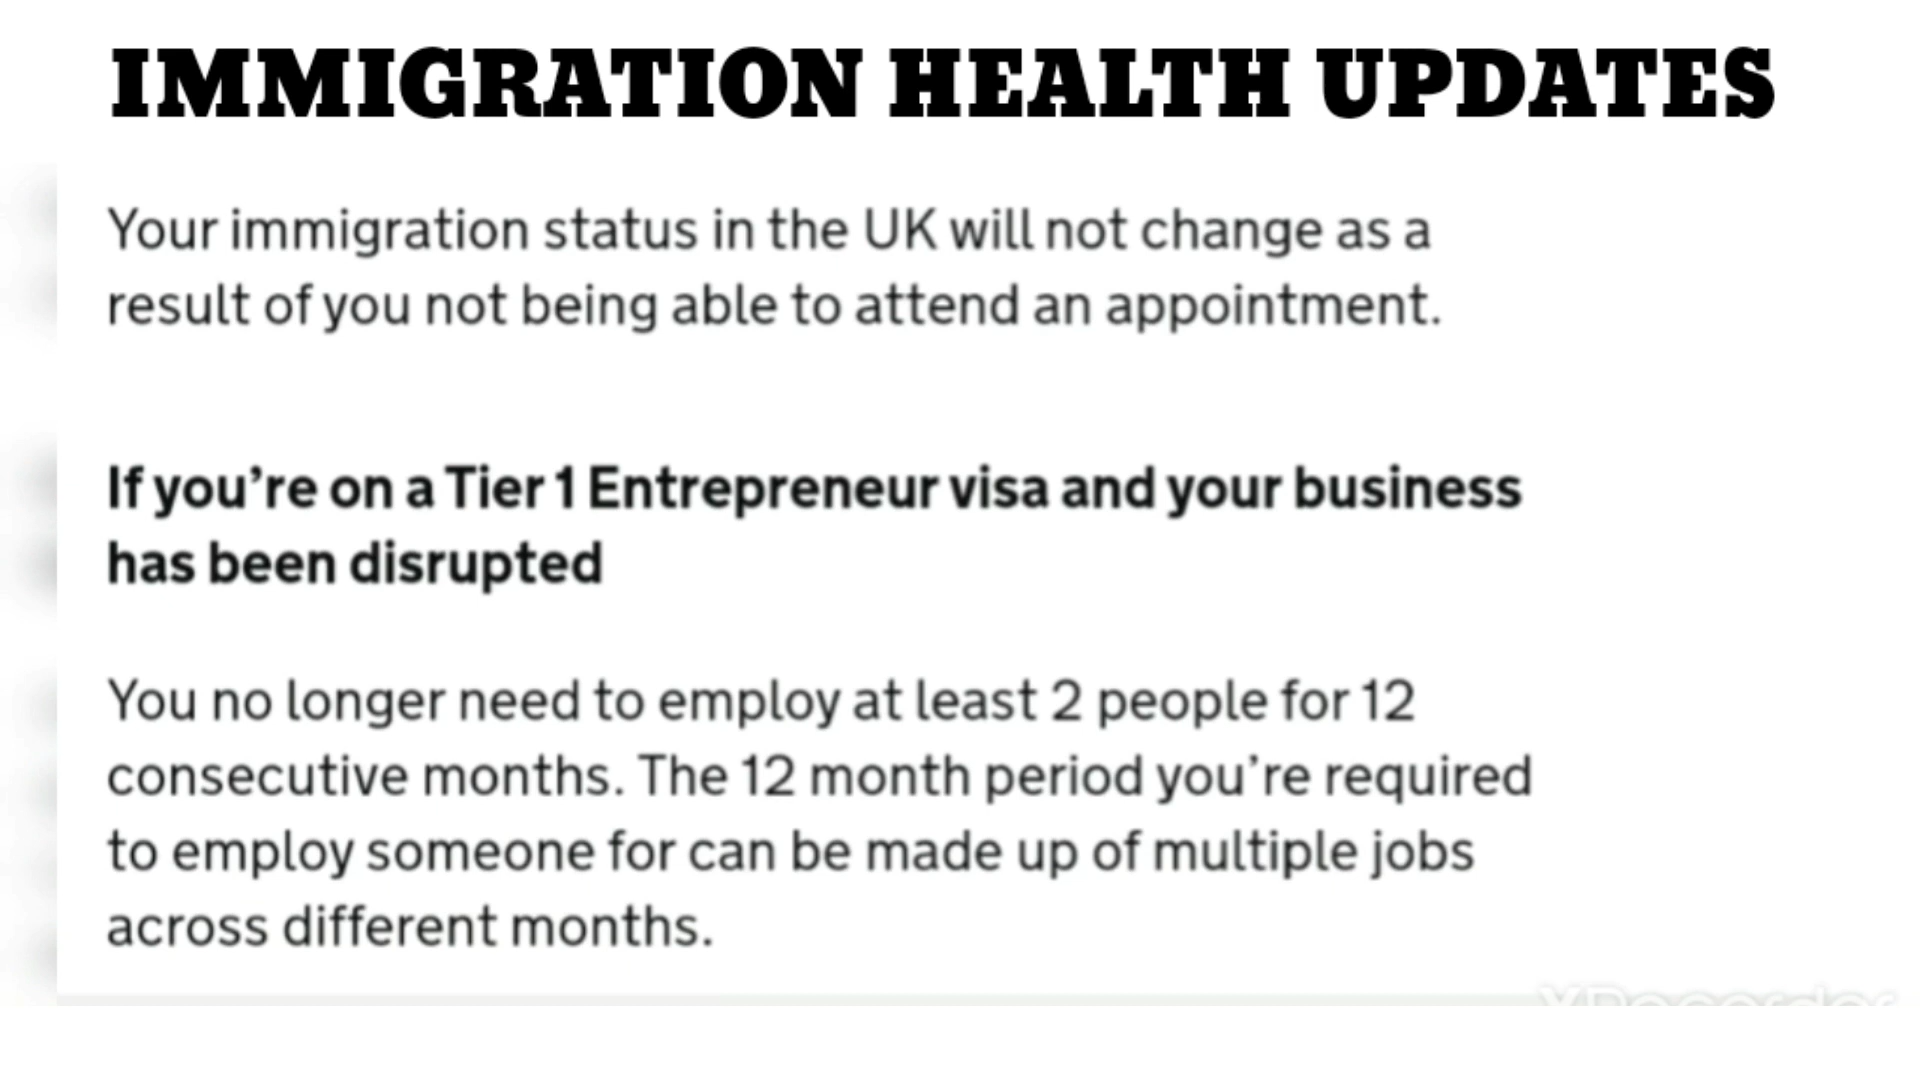 IMMIGRATION HEALTH UPDATES
Your immigration status in the UK will not change as a
result of you not being able to attend an appointment.
If you’re on a Tier 1 Entrepreneur visa and your business
has been disrupted
You no longer need to employ at least 2 people for 12
consecutive months. The 12 month period you’re required
to employ someone for can be made up of multiple jobs
across different months.